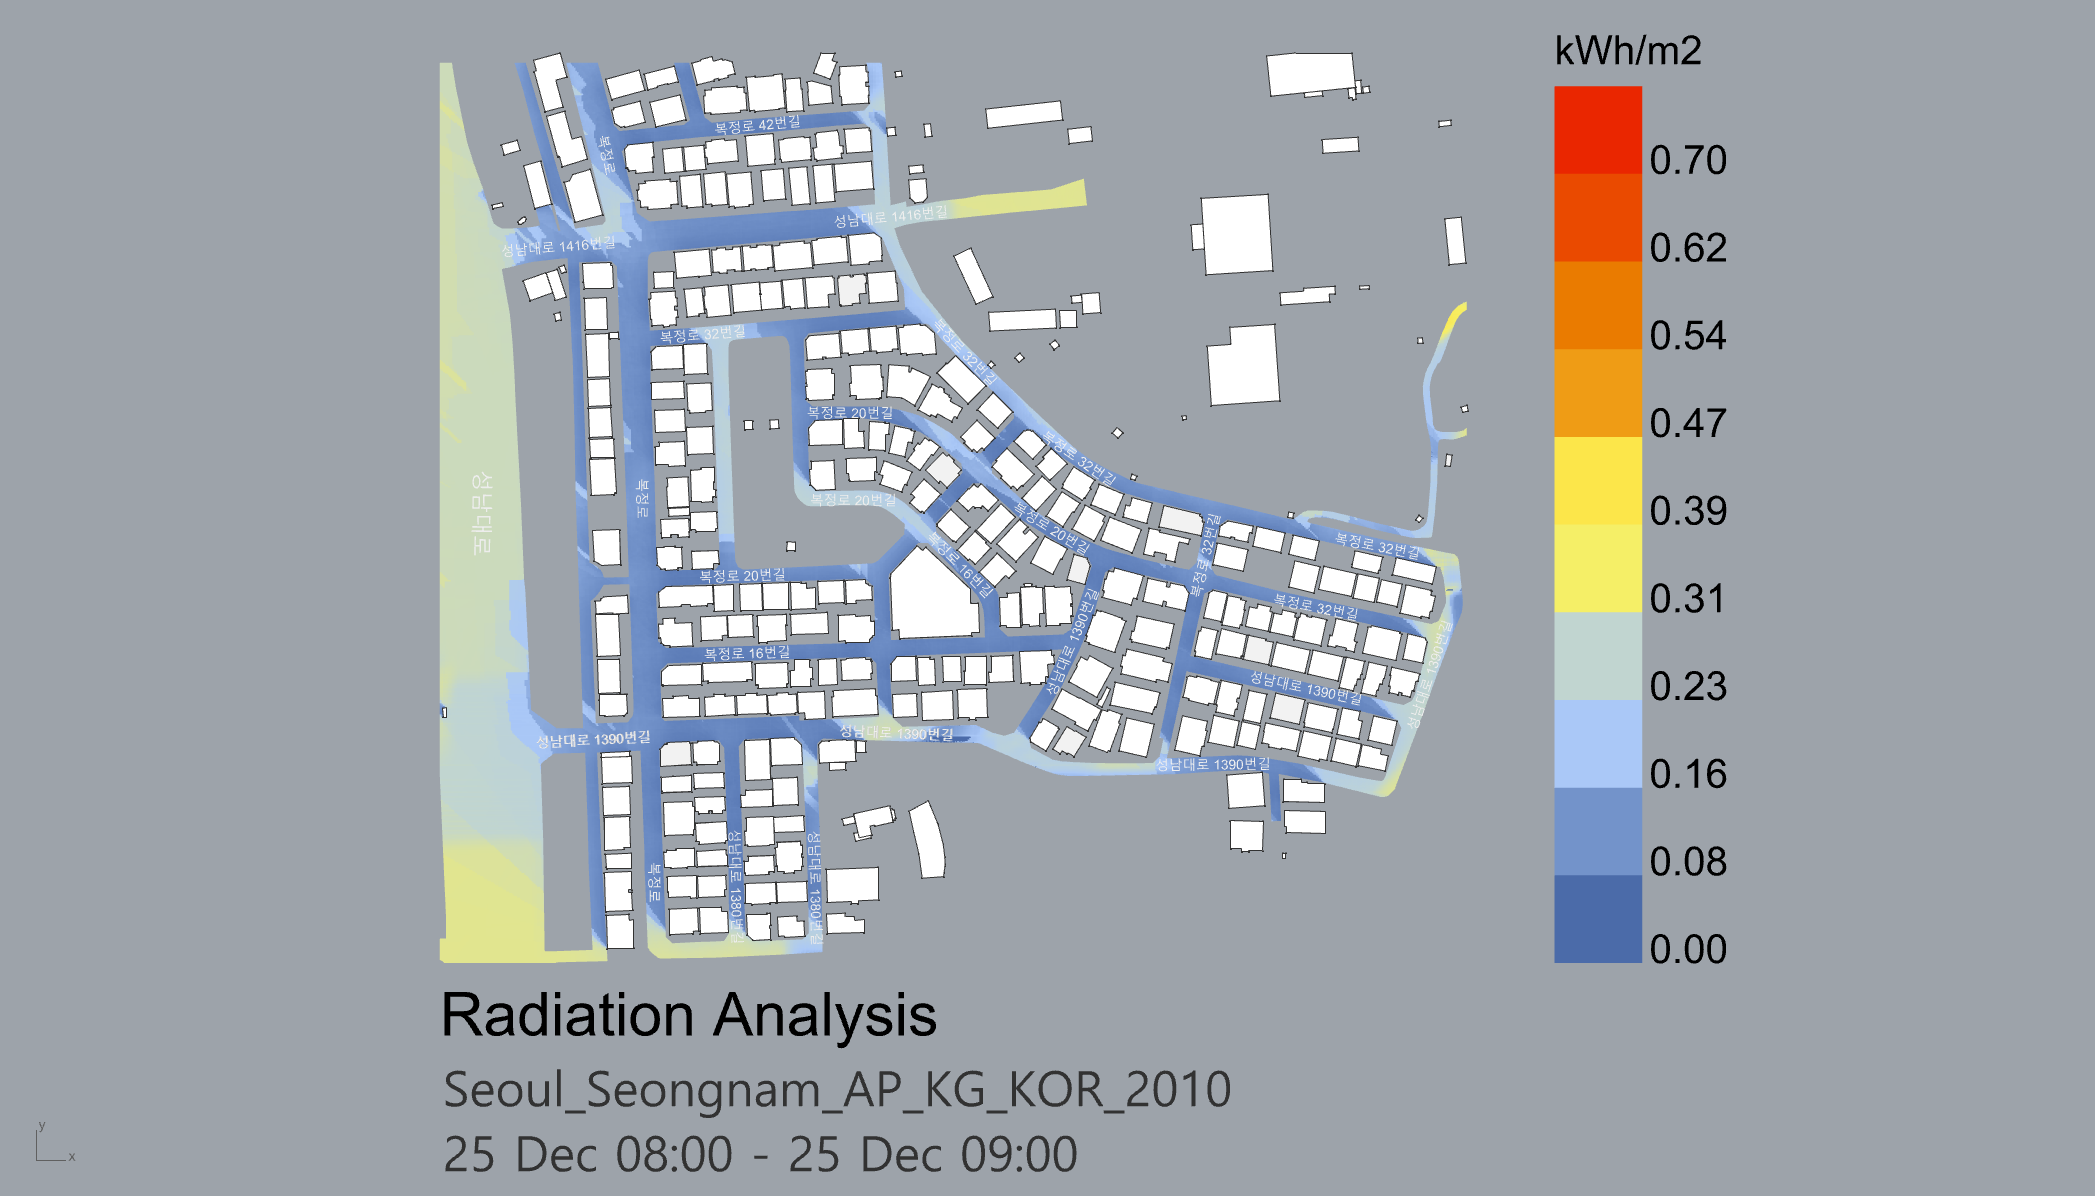 kWh/m2
0.70
0.62
0.54
0.47
0.39
0.31
0.23
0.16
0.08
0.00
복정로 42번길
복정로
성남대로 1416번길
성남대로 1416번길
복정로 32번길
복정로 32번길
복정로 20번길
복정로 32번길
성남대로
복정로
복정로 20번길
복정로 20번길
복정로 32번길
복정로 32번길
복정로 16번길
복정로 20번길
성남대로 1390번길
복정로 32번길
복정로 16번길
성남대로 1390번길
성남대로 1390번길
성남대로 1390번길
성남대로 1390번길
성남대로 1390번길
복정로
성남대로 1380번길
성남대로 1380번길
Radiation Analysis
Seoul_Seongnam_AP_KG_KOR_2010
25 Dec 08:00 - 25 Dec 09:00
y
x